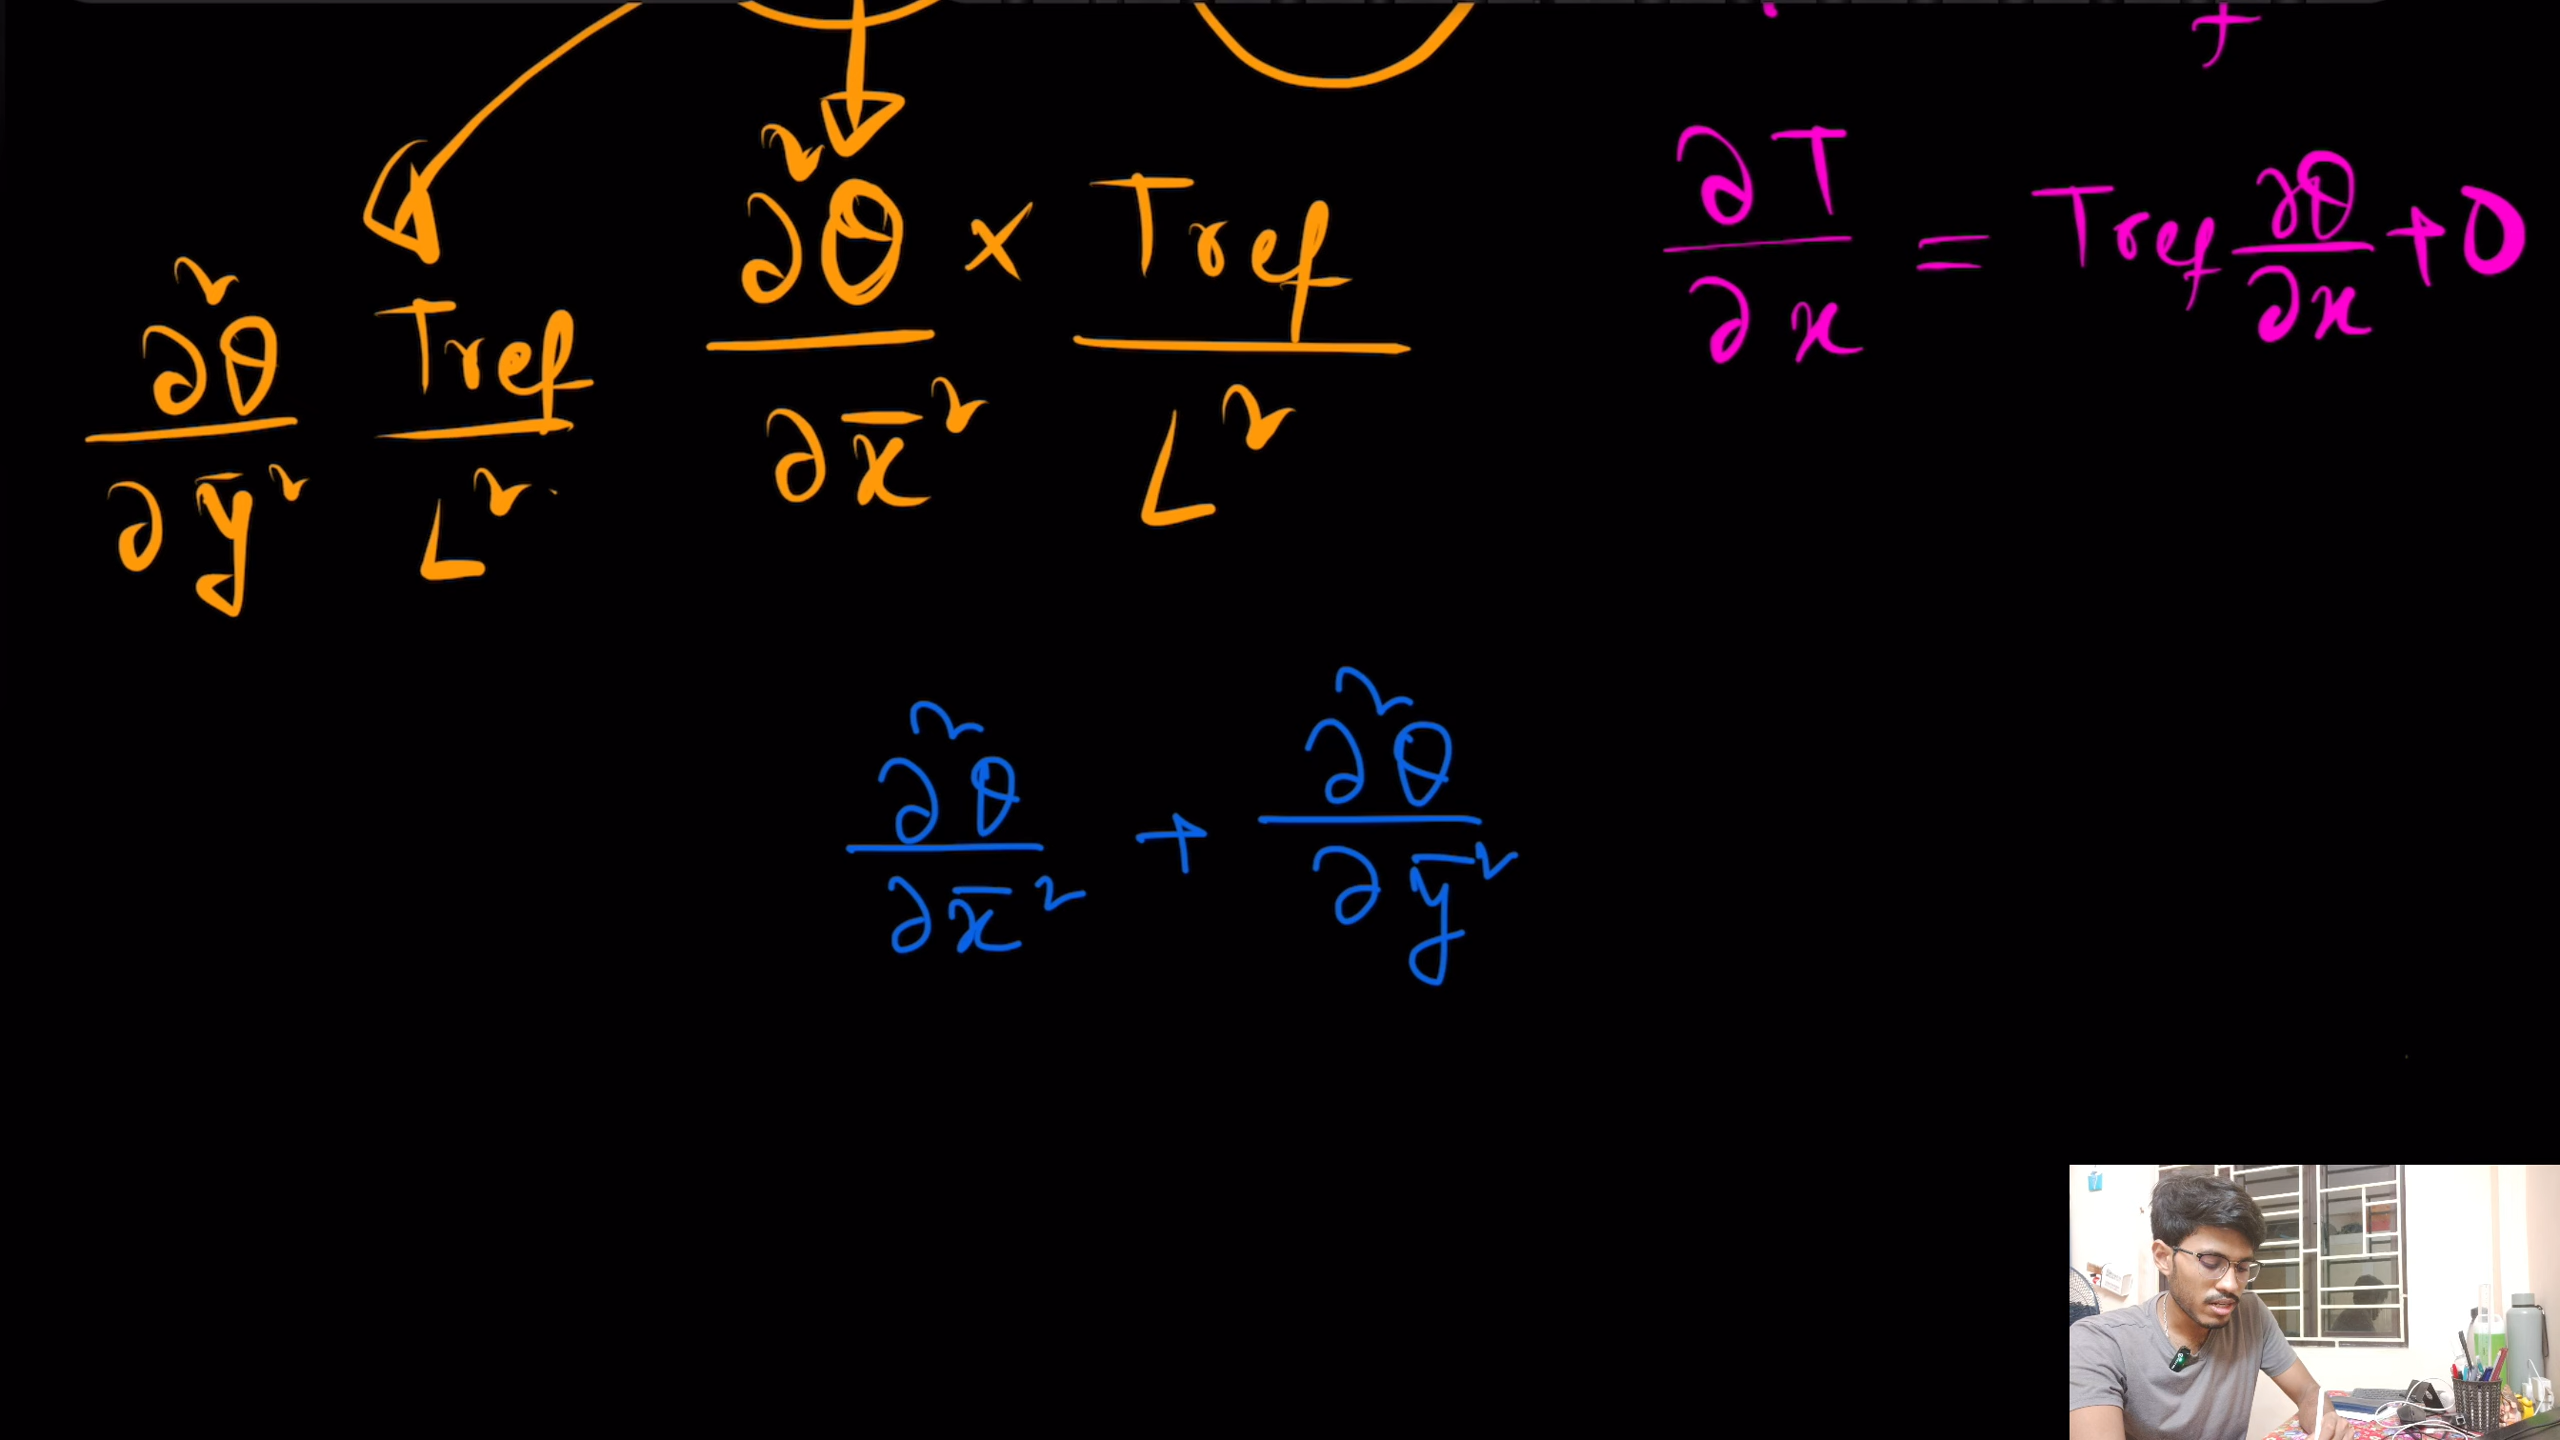 ∂²θ/∂x̄² × Tref/L²
∂T/∂x = Tref ∂θ/∂x + 0
∂²θ/∂ȳ² Tref/L²
∂²θ/∂x̄² + ∂²θ/∂ȳ²